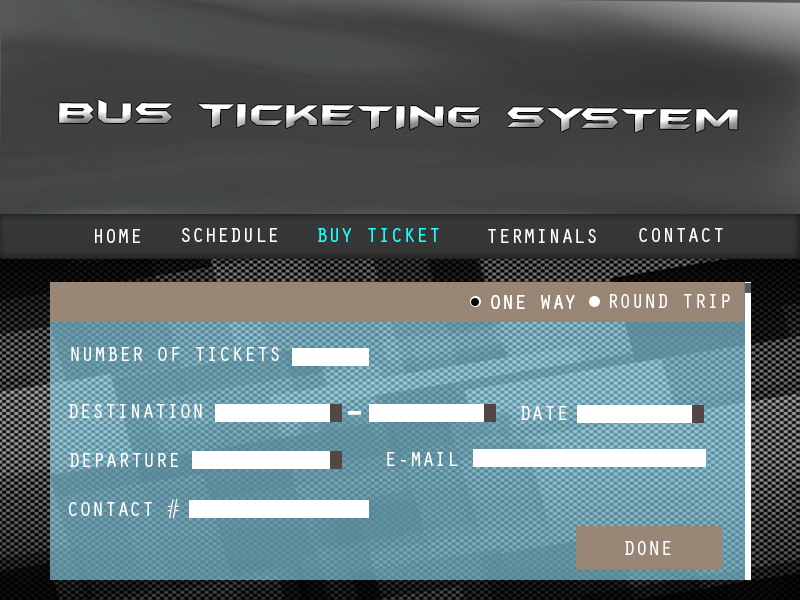 BUS TICKETING SYSTEM
HOME SCHEDULE BUY TICKET TERMINALS CONTACT
ONE WAY ROUND TRIP
NUMBER OF TICKETS
DESTINATION – DATE
DEPARTURE E-MAIL
CONTACT #
DONE